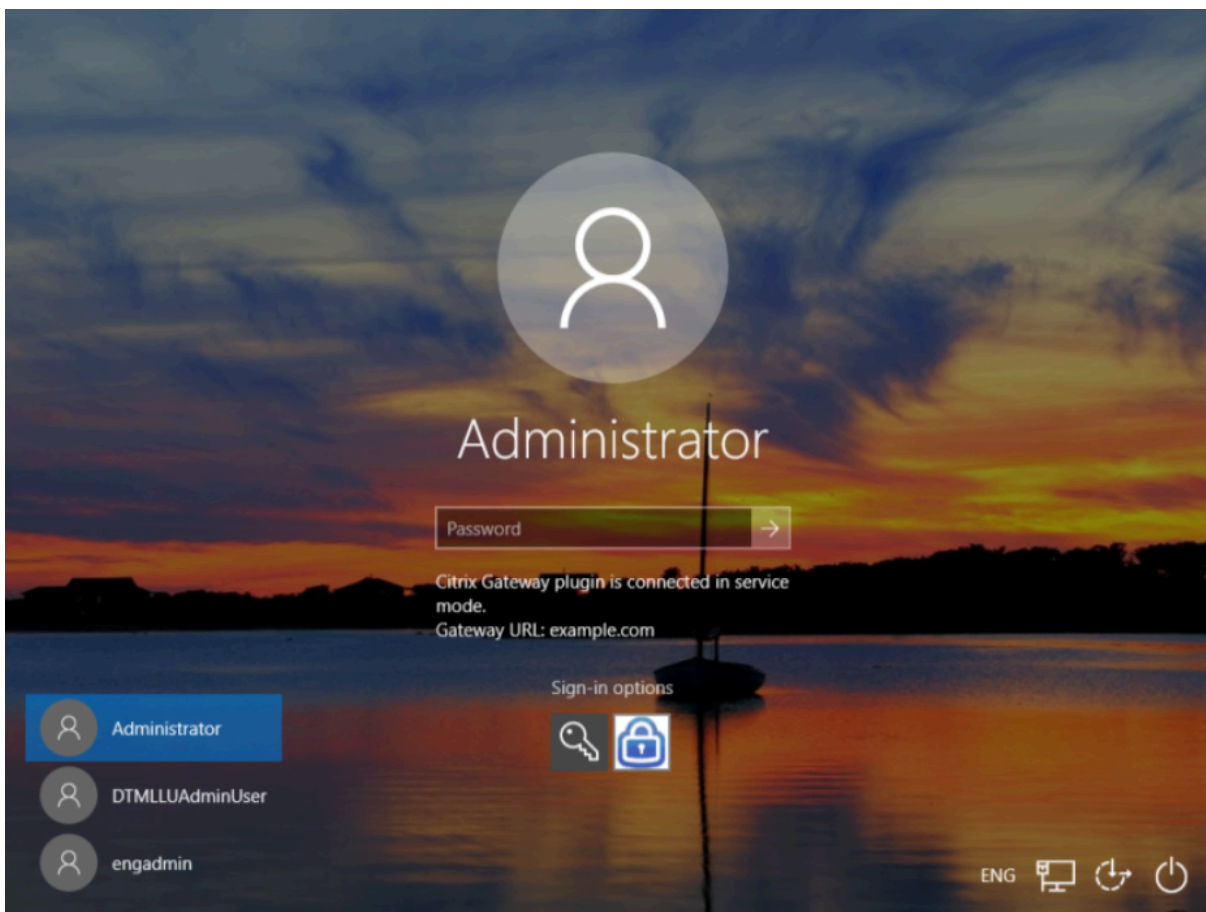 Administrator
Password
Citrix Gateway plugin is connected in service
mode.
Gateway URL: example.com
Sign-in options
Administrator
DTMLLUAdminUser
engadmin
ENG